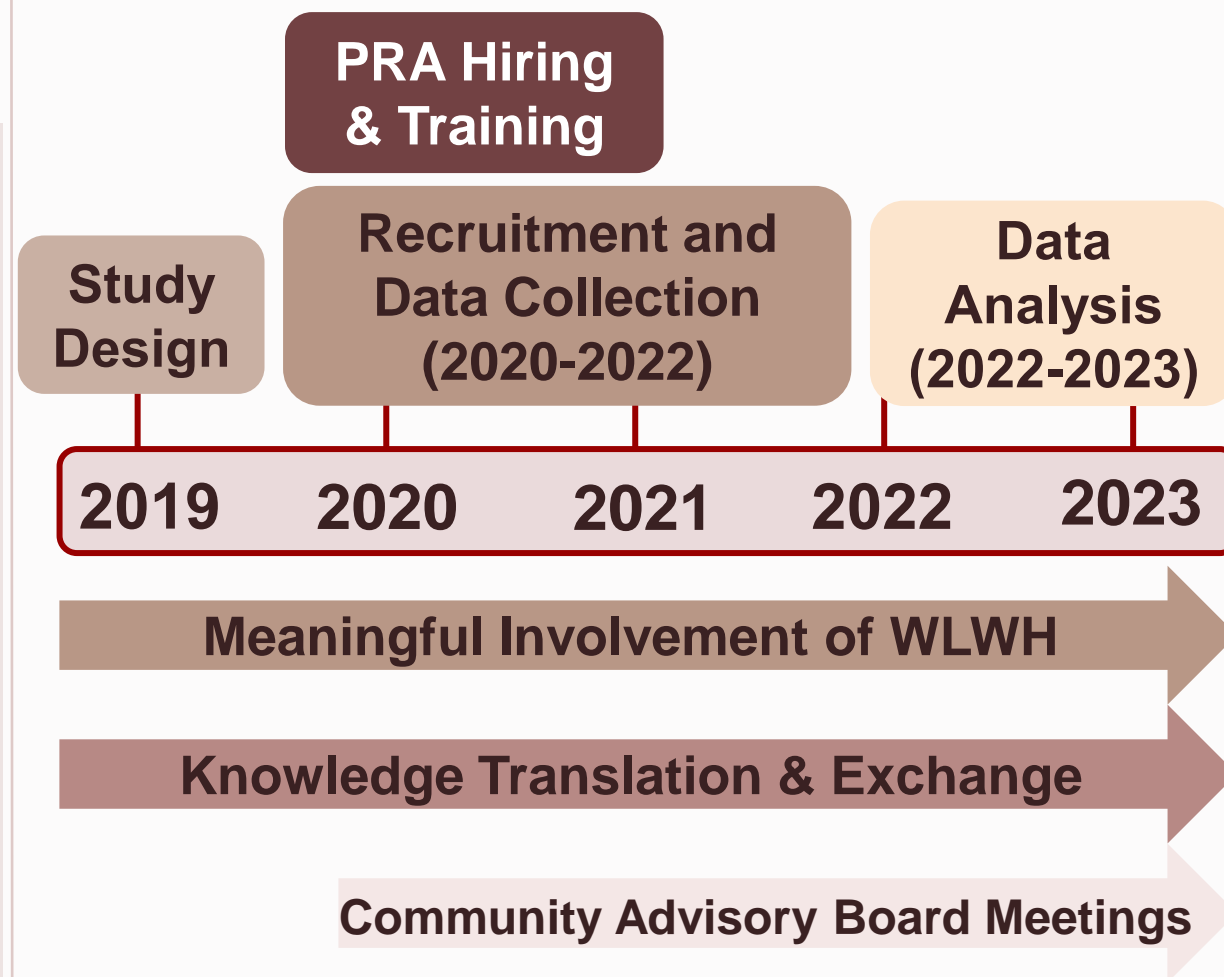 PRA Hiring
& Training
Recruitment and
Data Collection
(2020-2022)
Study
Design
Data
Analysis
(2022-2023)
2019 2020 2021 2022 2023
Meaningful Involvement of WLWH
Knowledge Translation & Exchange
Community Advisory Board Meetings